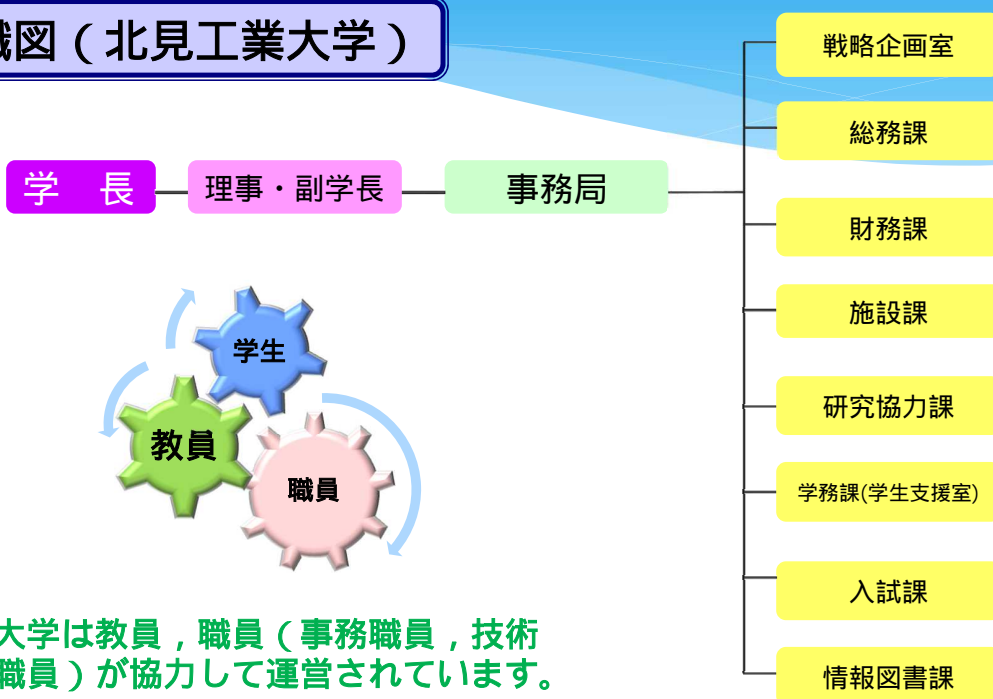 織図（北見工業大学）
学　長
理事・副学長
事務局
戦略企画室
総務課
財務課
施設課
研究協力課
学務課(学生支援室)
入試課
情報図書課
学生
教員
職員
大学は教員，職員（事務職員，技術
職員）が協力して運営されています。